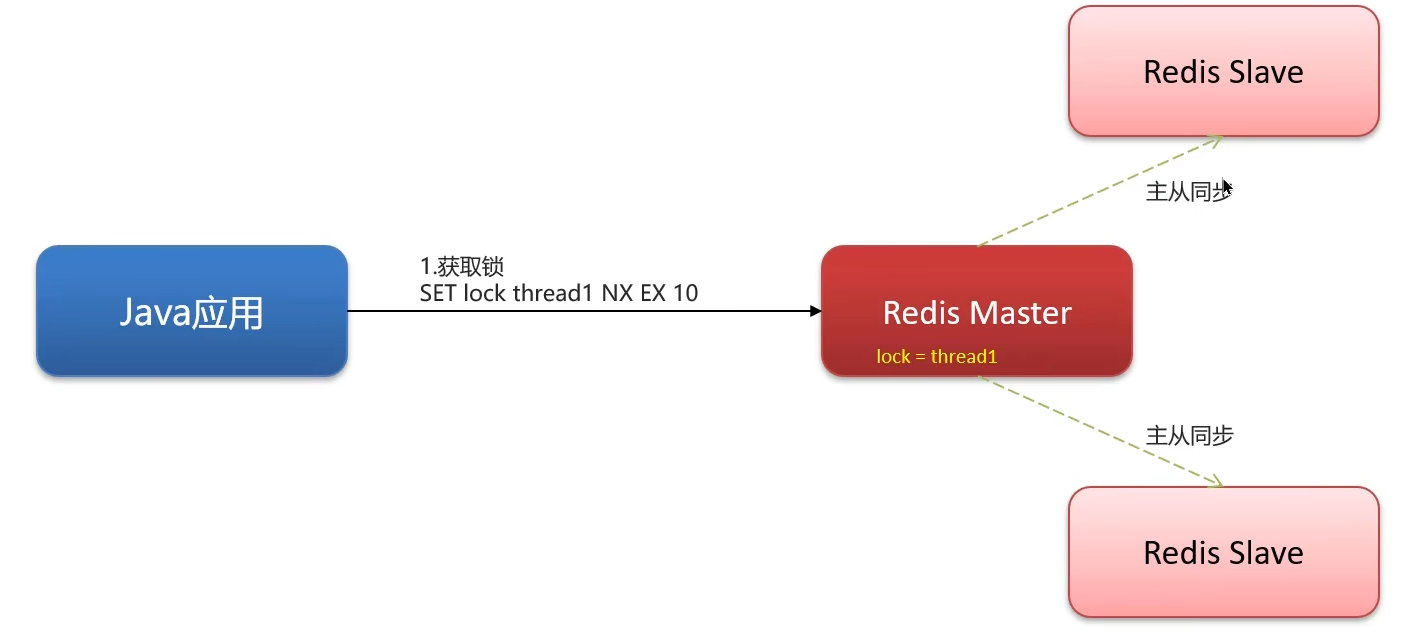 Redis Slave
主从同步
1.获取锁
SET lock thread1 NX EX 10
Java应用
Redis Master
lock = thread1
主从同步
Redis Slave